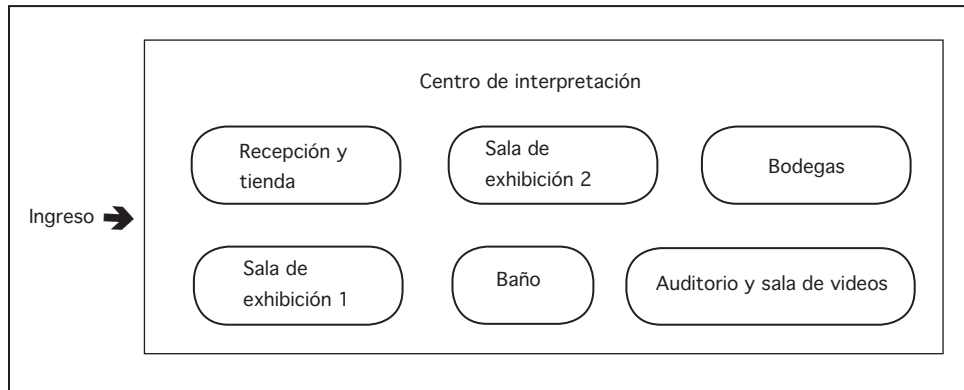 Centro de interpretación
Recepción y
tienda
Sala de
exhibición 2
Bodegas
Ingreso
Sala de
exhibición 1
Baño
Auditorio y sala de videos